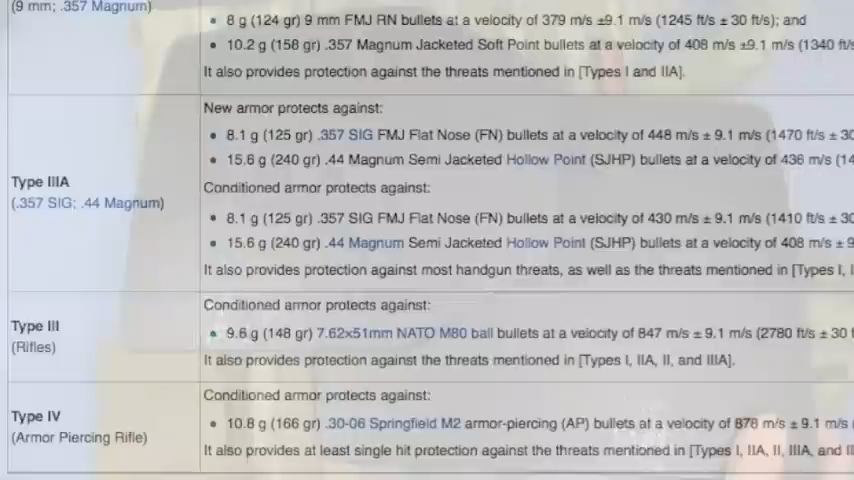 (9 mm; .357 Magnum)
• 8 g (124 gr) 9 mm FMJ RN bullets at a velocity of 379 m/s ±9.1 m/s (1245 ft/s ± 30 ft/s); and
• 10.2 g (158 gr) .357 Magnum Jacketed Soft Point bullets at a velocity of 408 m/s ±9.1 m/s (1340 ft/s
It also provides protection against the threats mentioned in [Types I and IIA].
Type IIIA
(.357 SIG; .44 Magnum)
New armor protects against:
• 8.1 g (125 gr) .357 SIG FMJ Flat Nose (FN) bullets at a velocity of 448 m/s ± 9.1 m/s (1470 ft/s ± 30
• 15.6 g (240 gr) .44 Magnum Semi Jacketed Hollow Point (SJHP) bullets at a velocity of 436 m/s (14
Conditioned armor protects against:
• 8.1 g (125 gr) .357 SIG FMJ Flat Nose (FN) bullets at a velocity of 430 m/s ± 9.1 m/s (1410 ft/s ± 30
• 15.6 g (240 gr) .44 Magnum Semi Jacketed Hollow Point (SJHP) bullets at a velocity of 408 m/s ± 9
It also provides protection against most handgun threats, as well as the threats mentioned in [Types I, I
Type III
(Rifles)
Conditioned armor protects against:
• 9.6 g (148 gr) 7.62x51mm NATO M80 ball bullets at a velocity of 847 m/s ± 9.1 m/s (2780 ft/s ± 30 f
It also provides protection against the threats mentioned in [Types I, IIA, II, and IIIA].
Type IV
(Armor Piercing Rifle)
Conditioned armor protects against:
• 10.8 g (166 gr) .30-06 Springfield M2 armor-piercing (AP) bullets at a velocity of 878 m/s ± 9.1 m/s
It also provides at least single hit protection against the threats mentioned in [Types I, IIA, II, IIIA, and II